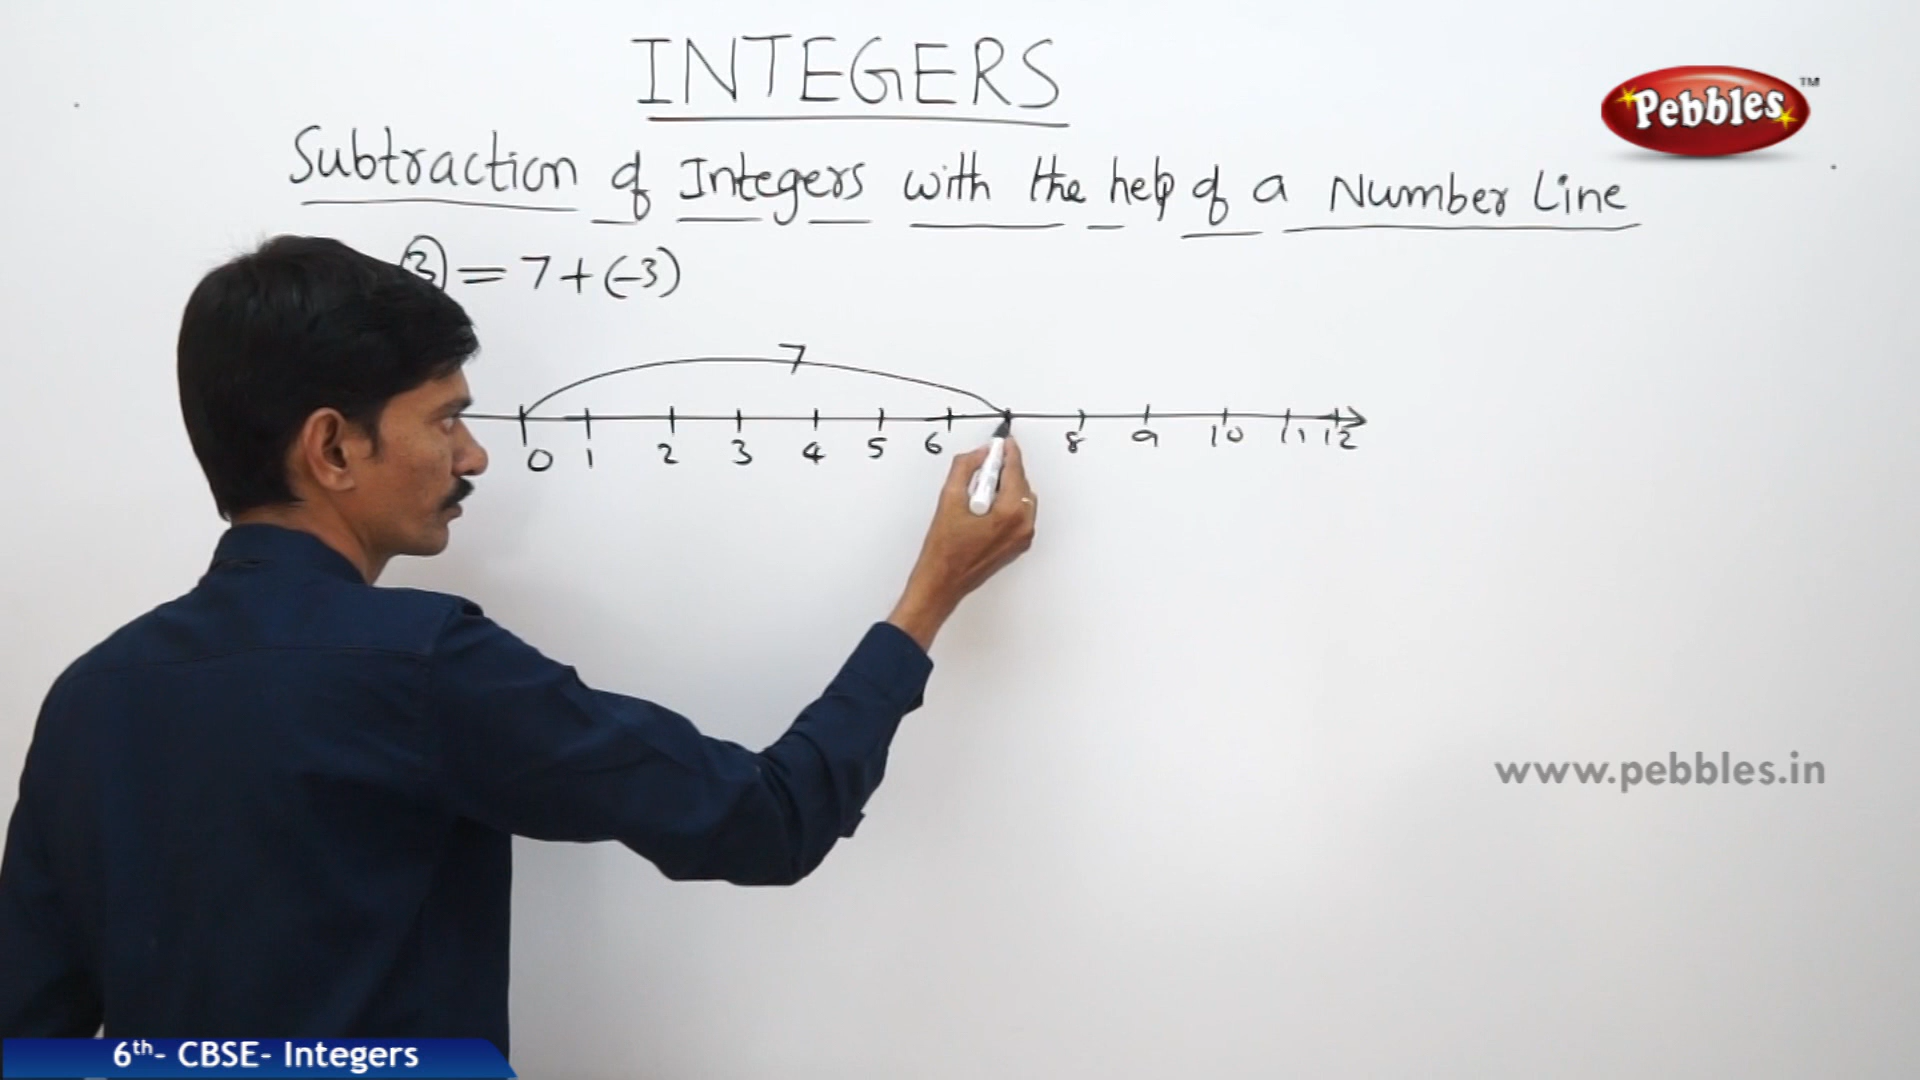 INTEGERS
Pebbles™
Subtraction of Integers with the help of a Number Line
3 = 7 + (-3)
7
0 1 2 3 4 5 6 8 9 10 11 12
www.pebbles.in
6th- CBSE- Integers